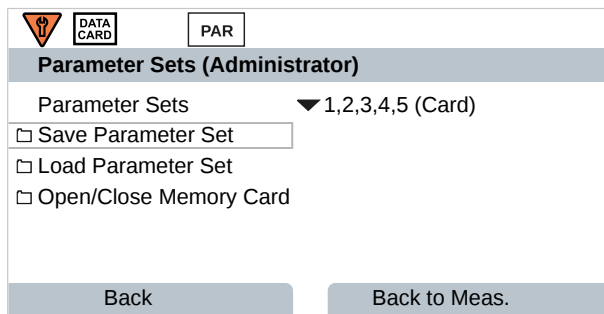 DATA
CARD
PAR
Parameter Sets (Administrator)
Parameter Sets 1,2,3,4,5 (Card)
Save Parameter Set
Load Parameter Set
Open/Close Memory Card
Back Back to Meas.